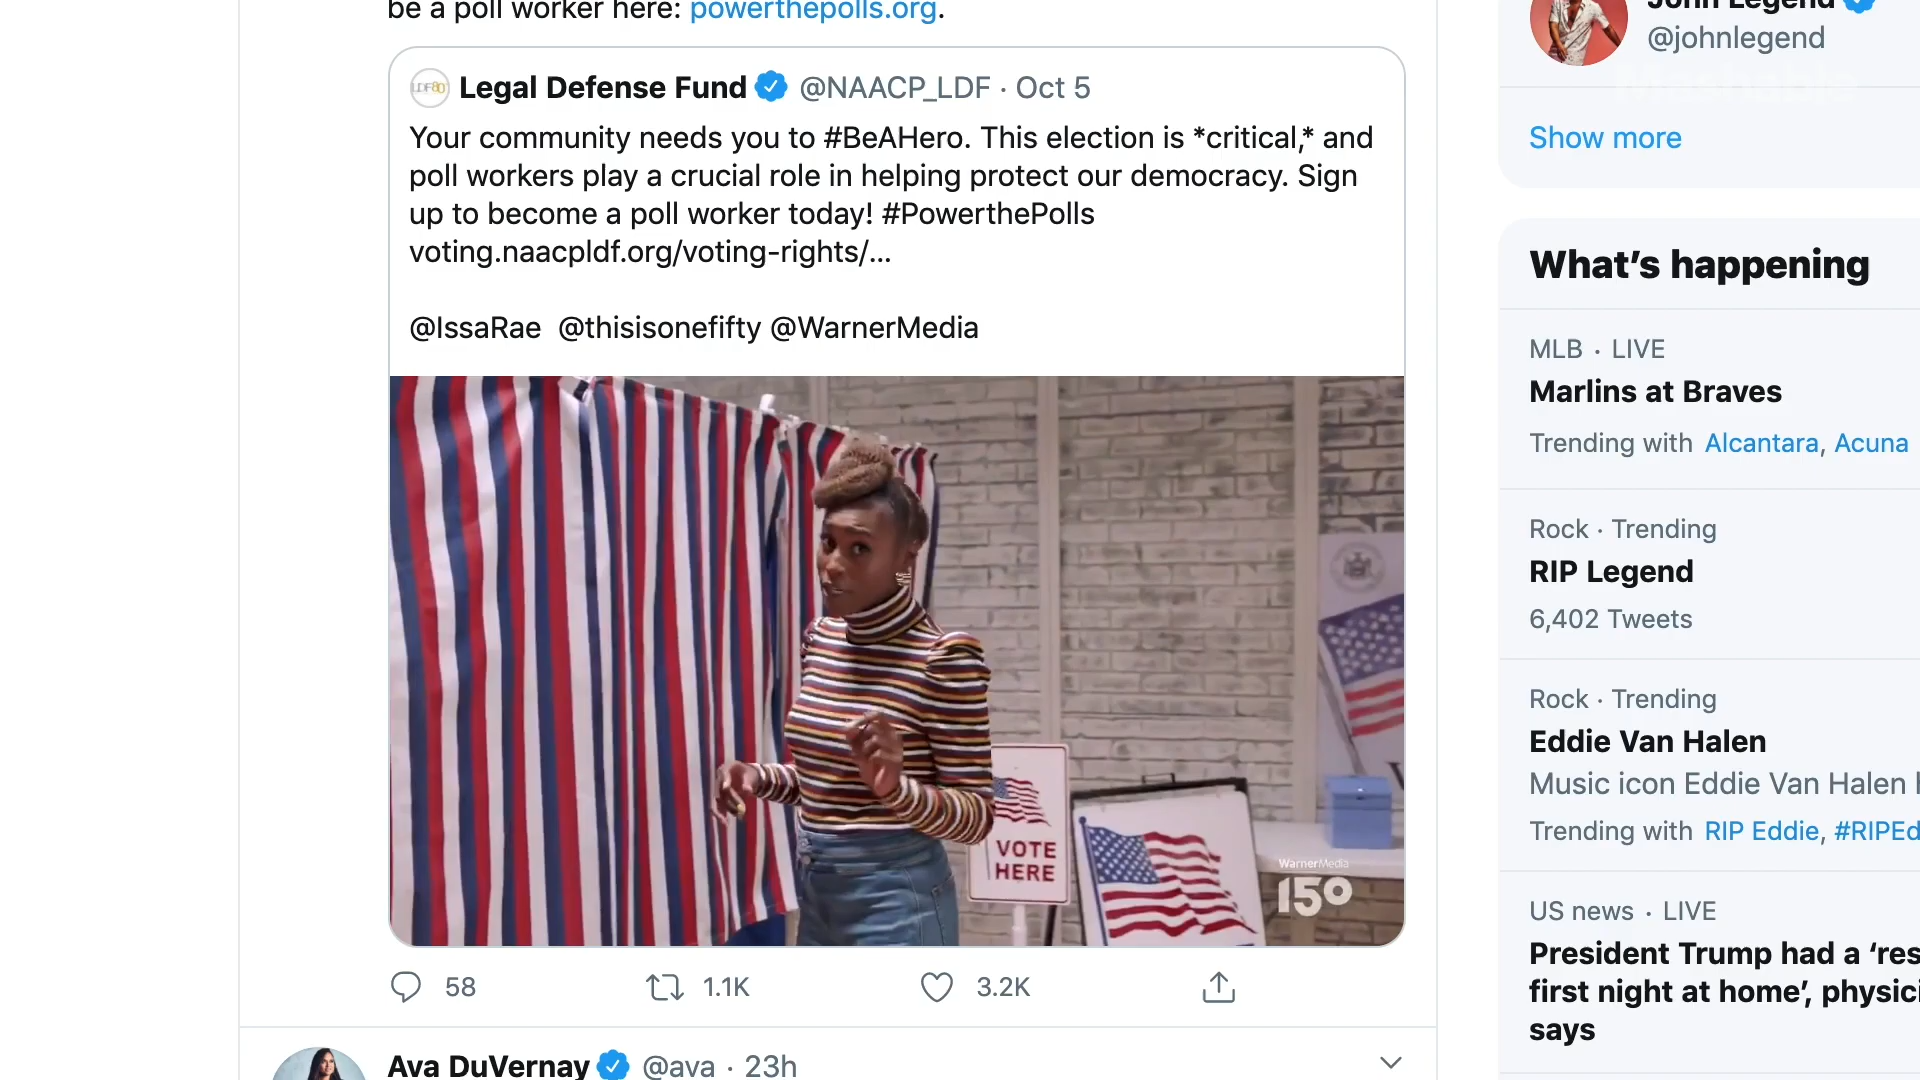 be a poll worker here: powerthepolls.org.
Legal Defense Fund @NAACP_LDF · Oct 5
Your community needs you to #BeAHero. This election is *critical,* and
poll workers play a crucial role in helping protect our democracy. Sign
up to become a poll worker today! #PowerthePolls
voting.naacpldf.org/voting-rights/...
@IssaRae @thisisonefifty @WarnerMedia
VOTE
HERE
WarnerMedia
150
58 1.1K 3.2K
Ava DuVernay @ava · 23h
John Legend
@johnlegend
Mashable
Show more
What's happening
MLB · LIVE
Marlins at Braves
Trending with Alcantara, Acuna
Rock · Trending
RIP Legend
6,402 Tweets
Rock · Trending
Eddie Van Halen
Music icon Eddie Van Halen
Trending with RIP Eddie, #RIPEd
US news · LIVE
President Trump had a 'res
first night at home', physici
says